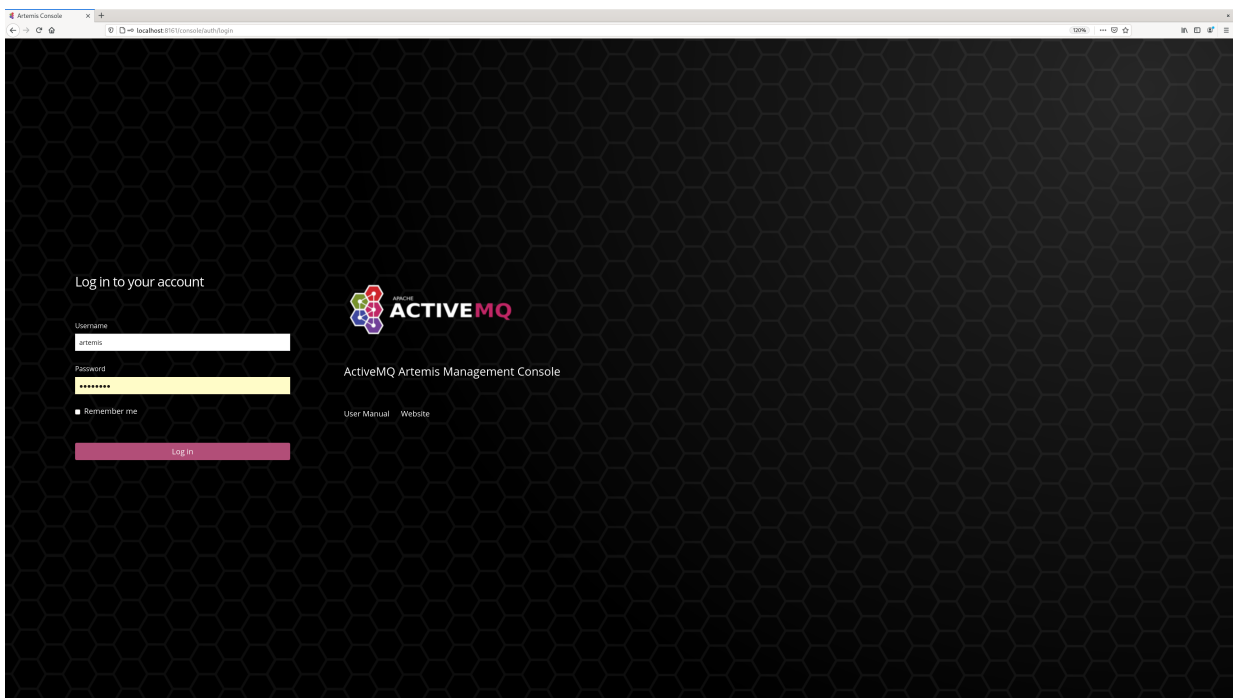 Artemis Console
localhost:8161/console/auth/login
120%
Log in to your account
Username
artemis
Password
Remember me
Log in
APACHE
ACTIVEMQ
ActiveMQ Artemis Management Console
User Manual Website